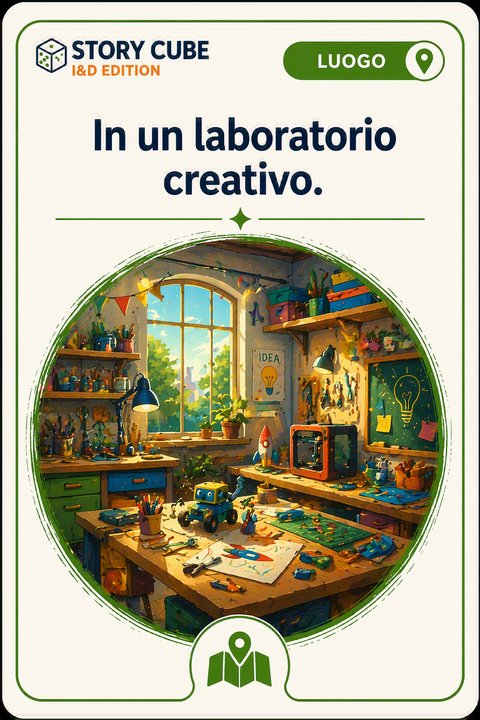 STORY CUBE
I&D EDITION
LUOGO
In un laboratorio
creativo.
IDEA